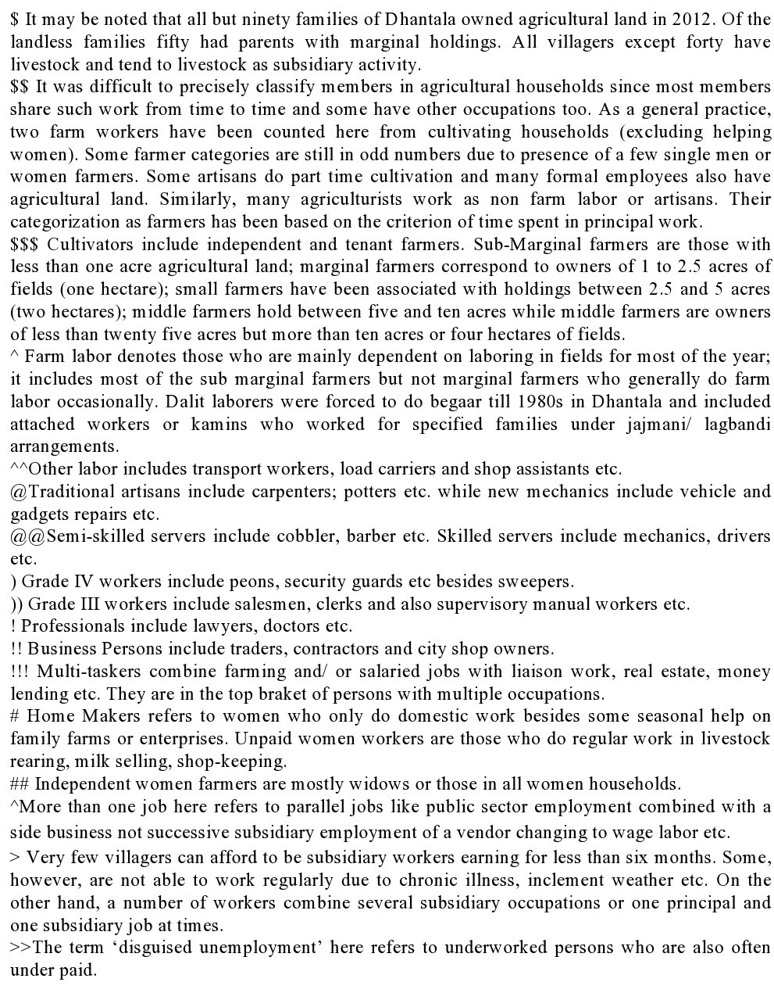 $ It may be noted that all but ninety families of Dhantala owned agricultural land in 2012. Of the
landless families fifty had parents with marginal holdings. All villagers except forty have
livestock and tend to livestock as subsidiary activity.
$$ It was difficult to precisely classify members in agricultural households since most members
share such work from time to time and some have other occupations too. As a general practice,
two farm workers have been counted here from cultivating households (excluding helping
women). Some farmer categories are still in odd numbers due to presence of a few single men or
women farmers. Some artisans do part time cultivation and many formal employees also have
agricultural land. Similarly, many agriculturists work as non farm labor or artisans. Their
categorization as farmers has been based on the criterion of time spent in principal work.
$$$ Cultivators include independent and tenant farmers. Sub-Marginal farmers are those with
less than one acre agricultural land; marginal farmers correspond to owners of 1 to 2.5 acres of
fields (one hectare); small farmers have been associated with holdings between 2.5 and 5 acres
(two hectares); middle farmers hold between five and ten acres while middle farmers are owners
of less than twenty five acres but more than ten acres or four hectares of fields.
^ Farm labor denotes those who are mainly dependent on laboring in fields for most of the year;
it includes most of the sub marginal farmers but not marginal farmers who generally do farm
labor occasionally. Dalit laborers were forced to do begaar till 1980s in Dhantala and included
attached workers or kamins who worked for specified families under jajmani/ lagbandi
arrangements.
^^Other labor includes transport workers, load carriers and shop assistants etc.
@Traditional artisans include carpenters; potters etc. while new mechanics include vehicle and
gadgets repairs etc.
@@Semi-skilled servers include cobbler, barber etc. Skilled servers include mechanics, drivers
etc.
) Grade IV workers include peons, security guards etc besides sweepers.
)) Grade III workers include salesmen, clerks and also supervisory manual workers etc.
! Professionals include lawyers, doctors etc.
!! Business Persons include traders, contractors and city shop owners.
!!! Multi-taskers combine farming and/ or salaried jobs with liaison work, real estate, money
lending etc. They are in the top braket of persons with multiple occupations.
# Home Makers refers to women who only do domestic work besides some seasonal help on
family farms or enterprises. Unpaid women workers are those who do regular work in livestock
rearing, milk selling, shop-keeping.
## Independent women farmers are mostly widows or those in all women households.
^More than one job here refers to parallel jobs like public sector employment combined with a
side business not successive subsidiary employment of a vendor changing to wage labor etc.
> Very few villagers can afford to be subsidiary workers earning for less than six months. Some,
however, are not able to work regularly due to chronic illness, inclement weather etc. On the
other hand, a number of workers combine several subsidiary occupations or one principal and
one subsidiary job at times.
>>The term ‘disguised unemployment’ here refers to underworked persons who are also often
under paid.